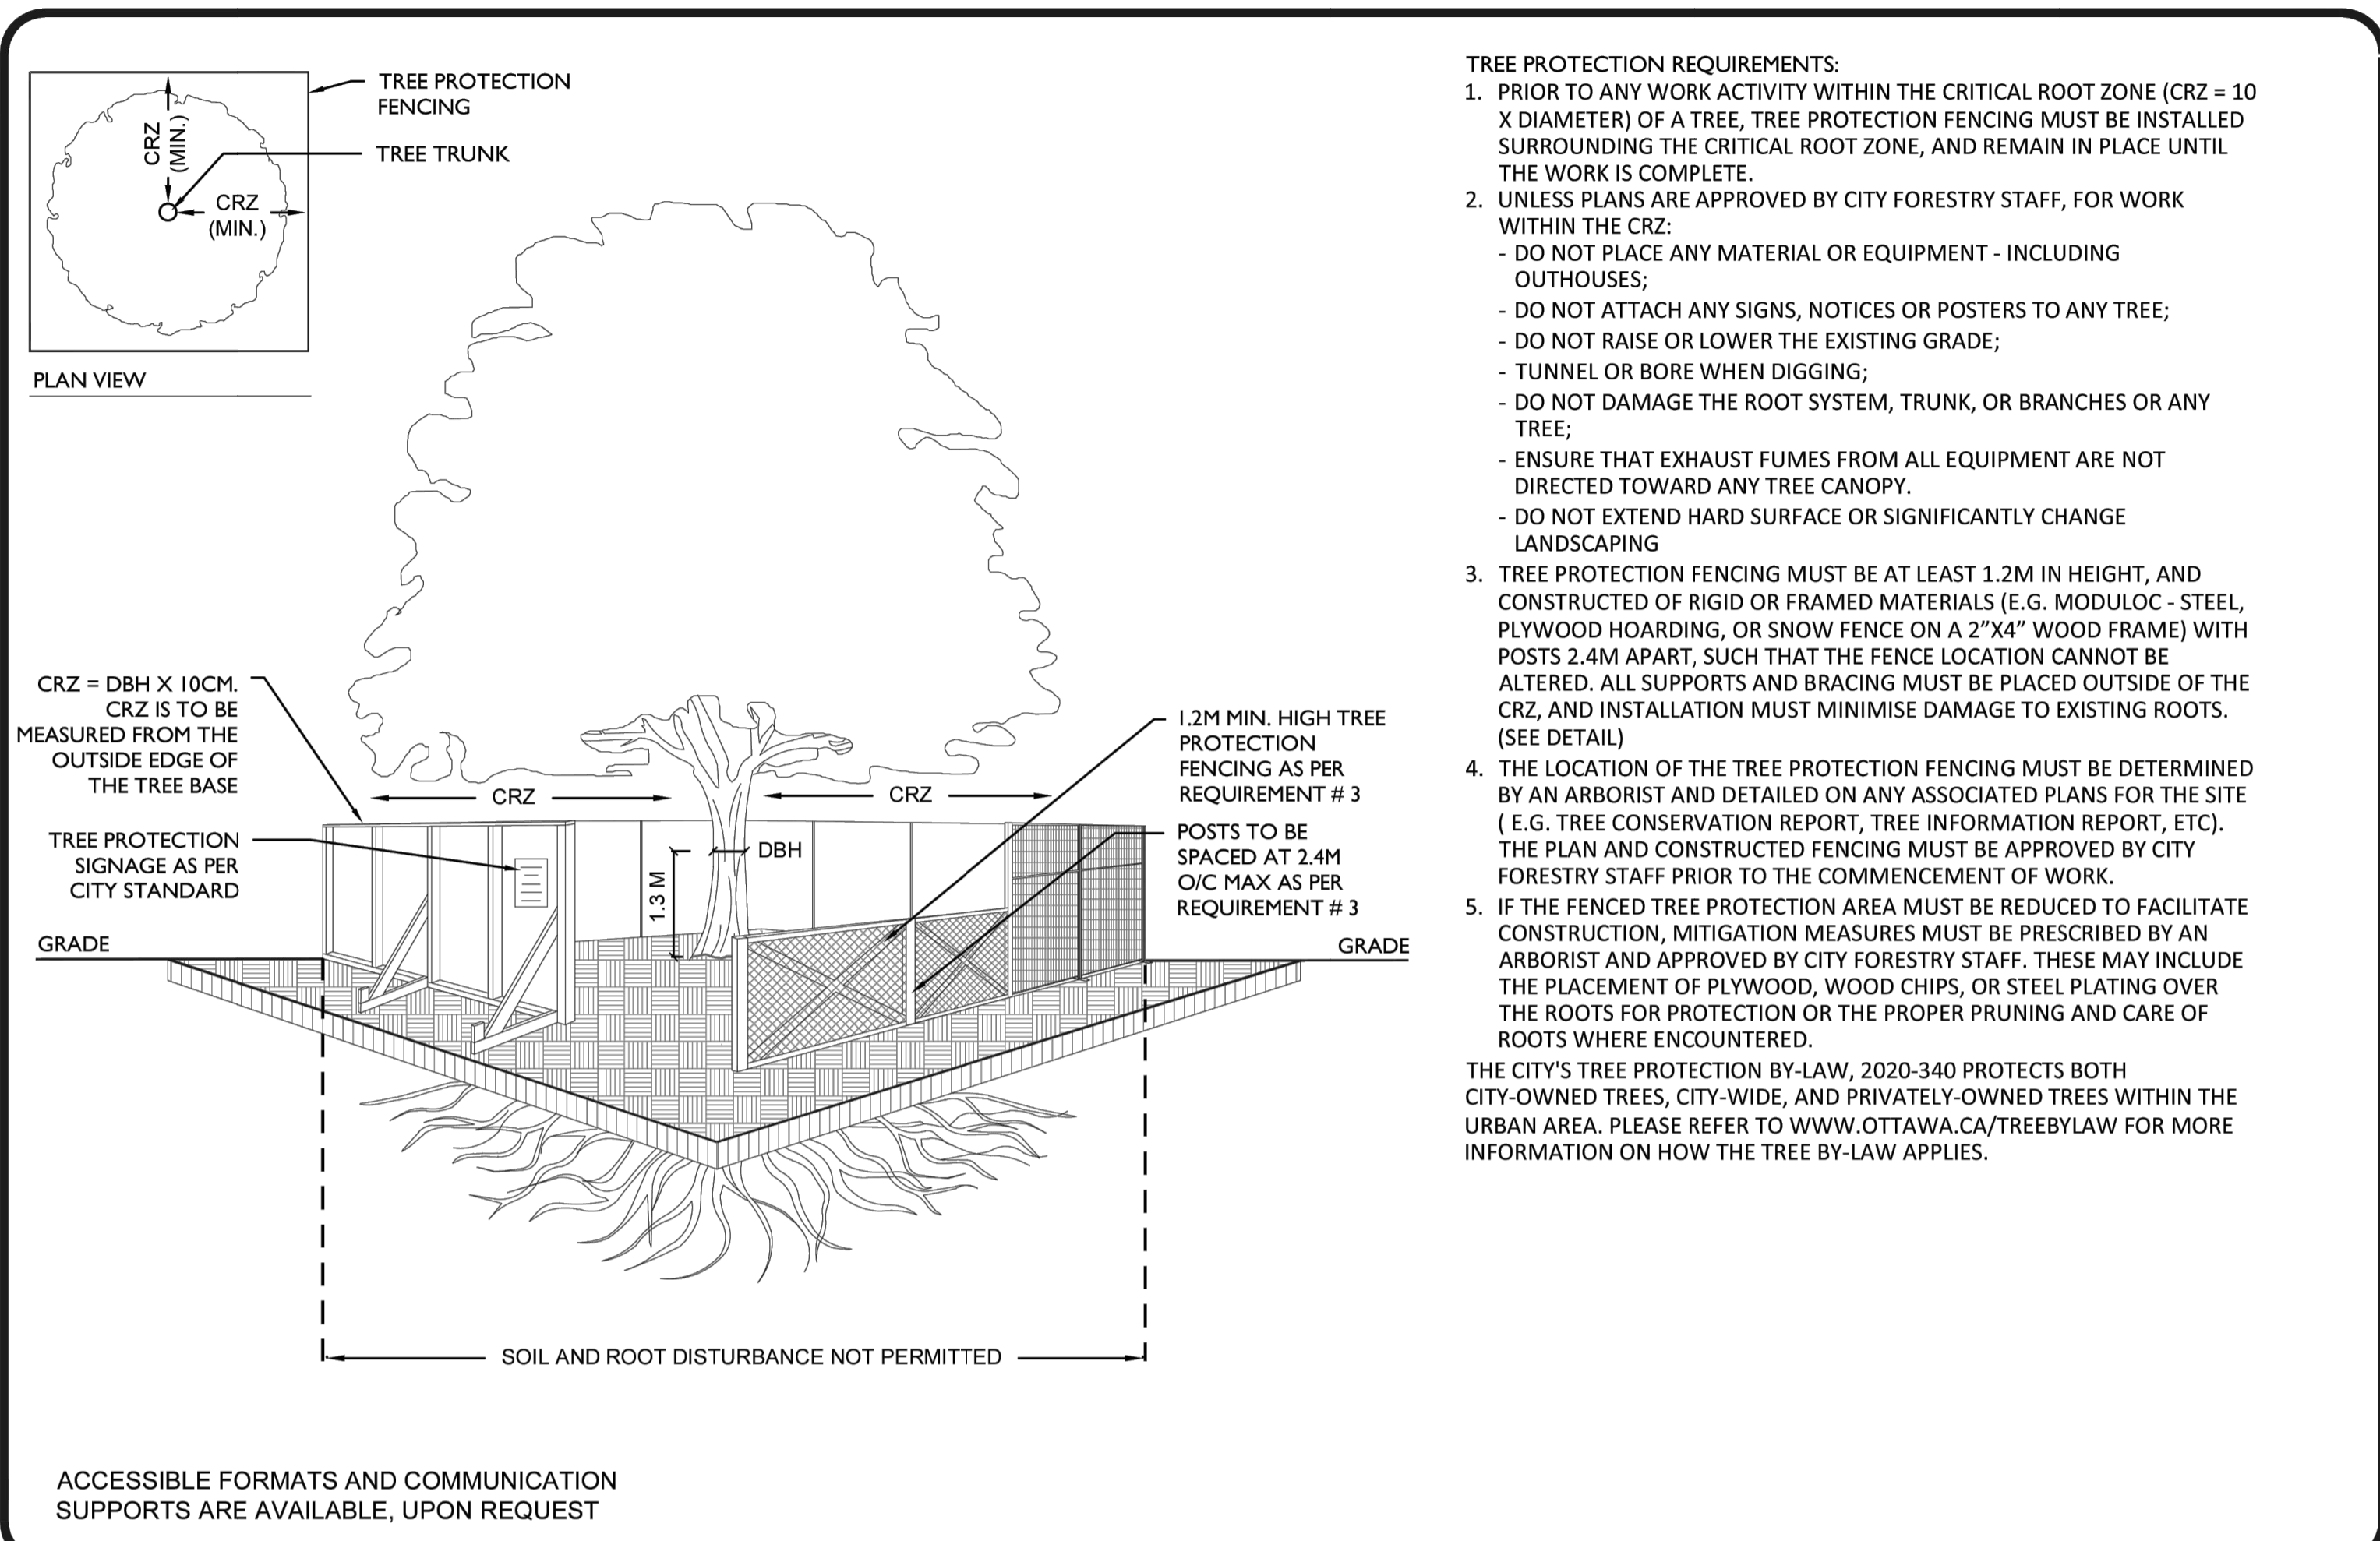 TREE PROTECTION
FENCING
TREE TRUNK
CRZ
(MIN.)
CRZ
(MIN.)
PLAN VIEW
CRZ = DBH X 10CM.
CRZ IS TO BE
MEASURED FROM THE
OUTSIDE EDGE OF
THE TREE BASE
TREE PROTECTION
SIGNAGE AS PER
CITY STANDARD
GRADE
CRZ
CRZ
DBH
1.3 M
1.2M MIN. HIGH TREE
PROTECTION
FENCING AS PER
REQUIREMENT # 3
POSTS TO BE
SPACED AT 2.4M
O/C MAX AS PER
REQUIREMENT # 3
GRADE
SOIL AND ROOT DISTURBANCE NOT PERMITTED
ACCESSIBLE FORMATS AND COMMUNICATION
SUPPORTS ARE AVAILABLE, UPON REQUEST
TREE PROTECTION REQUIREMENTS:
1. PRIOR TO ANY WORK ACTIVITY WITHIN THE CRITICAL ROOT ZONE (CRZ = 10
X DIAMETER) OF A TREE, TREE PROTECTION FENCING MUST BE INSTALLED
SURROUNDING THE CRITICAL ROOT ZONE, AND REMAIN IN PLACE UNTIL
THE WORK IS COMPLETE.
2. UNLESS PLANS ARE APPROVED BY CITY FORESTRY STAFF, FOR WORK
WITHIN THE CRZ:
- DO NOT PLACE ANY MATERIAL OR EQUIPMENT - INCLUDING
OUTHOUSES;
- DO NOT ATTACH ANY SIGNS, NOTICES OR POSTERS TO ANY TREE;
- DO NOT RAISE OR LOWER THE EXISTING GRADE;
- TUNNEL OR BORE WHEN DIGGING;
- DO NOT DAMAGE THE ROOT SYSTEM, TRUNK, OR BRANCHES OR ANY
TREE;
- ENSURE THAT EXHAUST FUMES FROM ALL EQUIPMENT ARE NOT
DIRECTED TOWARD ANY TREE CANOPY.
- DO NOT EXTEND HARD SURFACE OR SIGNIFICANTLY CHANGE
LANDSCAPING
3. TREE PROTECTION FENCING MUST BE AT LEAST 1.2M IN HEIGHT, AND
CONSTRUCTED OF RIGID OR FRAMED MATERIALS (E.G. MODULOC - STEEL,
PLYWOOD HOARDING, OR SNOW FENCE ON A 2”X4” WOOD FRAME) WITH
POSTS 2.4M APART, SUCH THAT THE FENCE LOCATION CANNOT BE
ALTERED. ALL SUPPORTS AND BRACING MUST BE PLACED OUTSIDE OF THE
CRZ, AND INSTALLATION MUST MINIMISE DAMAGE TO EXISTING ROOTS.
(SEE DETAIL)
4. THE LOCATION OF THE TREE PROTECTION FENCING MUST BE DETERMINED
BY AN ARBORIST AND DETAILED ON ANY ASSOCIATED PLANS FOR THE SITE
( E.G. TREE CONSERVATION REPORT, TREE INFORMATION REPORT, ETC).
THE PLAN AND CONSTRUCTED FENCING MUST BE APPROVED BY CITY
FORESTRY STAFF PRIOR TO THE COMMENCEMENT OF WORK.
5. IF THE FENCED TREE PROTECTION AREA MUST BE REDUCED TO FACILITATE
CONSTRUCTION, MITIGATION MEASURES MUST BE PRESCRIBED BY AN
ARBORIST AND APPROVED BY CITY FORESTRY STAFF. THESE MAY INCLUDE
THE PLACEMENT OF PLYWOOD, WOOD CHIPS, OR STEEL PLATING OVER
THE ROOTS FOR PROTECTION OR THE PROPER PRUNING AND CARE OF
ROOTS WHERE ENCOUNTERED.
THE CITY'S TREE PROTECTION BY-LAW, 2020-340 PROTECTS BOTH
CITY-OWNED TREES, CITY-WIDE, AND PRIVATELY-OWNED TREES WITHIN THE
URBAN AREA. PLEASE REFER TO WWW.OTTAWA.CA/TREEBYLAW FOR MORE
INFORMATION ON HOW THE TREE BY-LAW APPLIES.